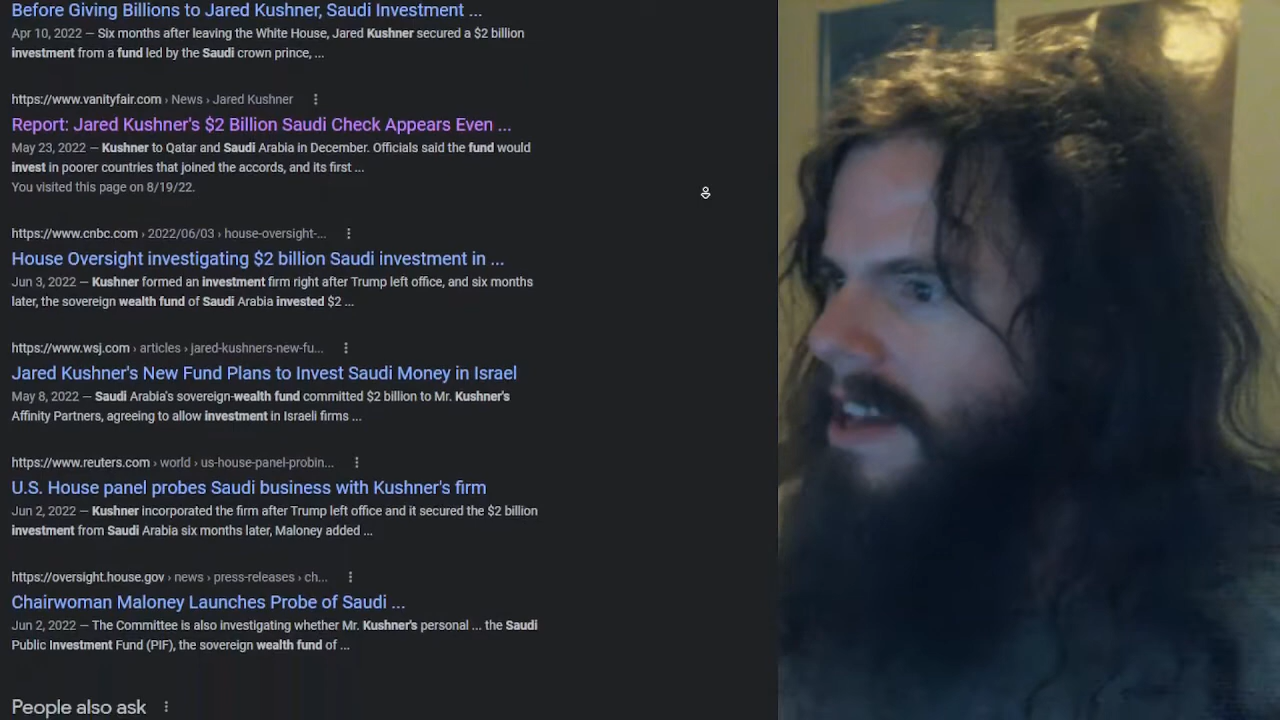 Before Giving Billions to Jared Kushner, Saudi Investment ...
Apr 10, 2022 — Six months after leaving the White House, Jared Kushner secured a $2 billion
investment from a fund led by the Saudi crown prince, ...
https://www.vanityfair.com › News › Jared Kushner
Report: Jared Kushner's $2 Billion Saudi Check Appears Even ...
May 23, 2022 — Kushner to Qatar and Saudi Arabia in December. Officials said the fund would
invest in poorer countries that joined the accords, and its first ...
You visited this page on 8/19/22.
https://www.cnbc.com › 2022/06/03 › house-oversight-...
House Oversight investigating $2 billion Saudi investment in ...
Jun 3, 2022 — Kushner formed an investment firm right after Trump left office, and six months
later, the sovereign wealth fund of Saudi Arabia invested $2 ...
https://www.wsj.com › articles › jared-kushners-new-fu...
Jared Kushner's New Fund Plans to Invest Saudi Money in Israel
May 8, 2022 — Saudi Arabia's sovereign-wealth fund committed $2 billion to Mr. Kushner's
Affinity Partners, agreeing to allow investment in Israeli firms ...
https://www.reuters.com › world › us-house-panel-probin...
U.S. House panel probes Saudi business with Kushner's firm
Jun 2, 2022 — Kushner incorporated the firm after Trump left office and it secured the $2 billion
investment from Saudi Arabia six months later, Maloney added ...
https://oversight.house.gov › news › press-releases › ch...
Chairwoman Maloney Launches Probe of Saudi ...
Jun 2, 2022 — The Committee is also investigating whether Mr. Kushner's personal ... the Saudi
Public Investment Fund (PIF), the sovereign wealth fund of ...
People also ask